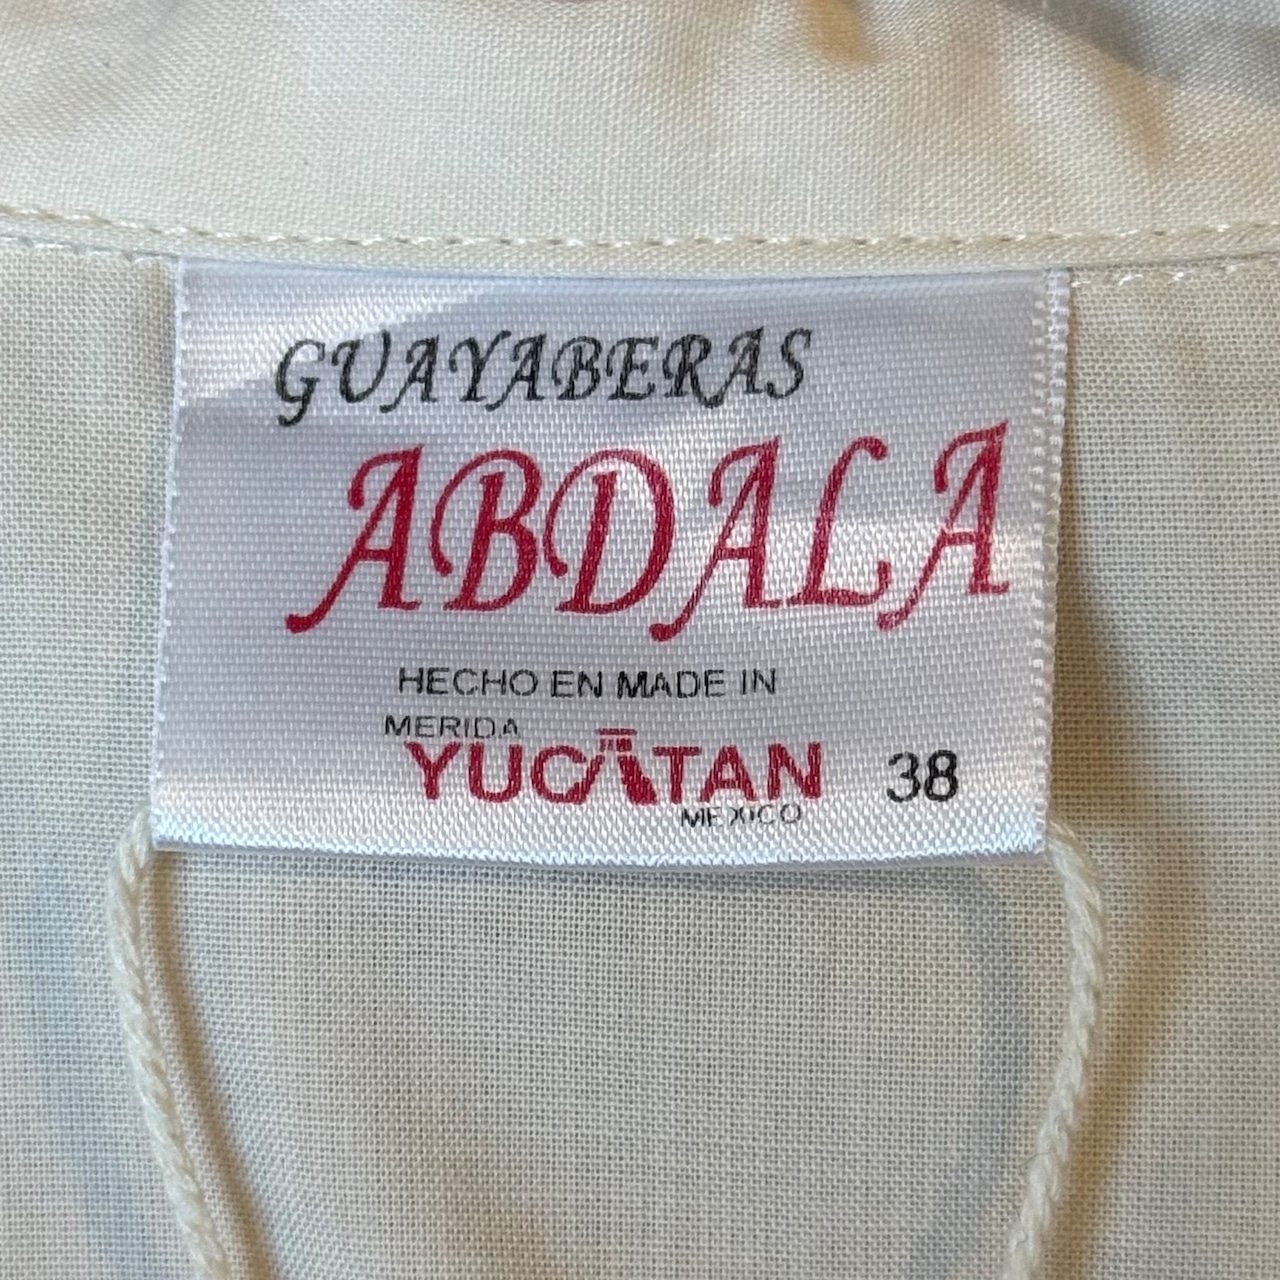 GUAYABERAS
ABDALA
HECHO EN MADE IN
MERIDA
YUCATAN 38
MEXICO